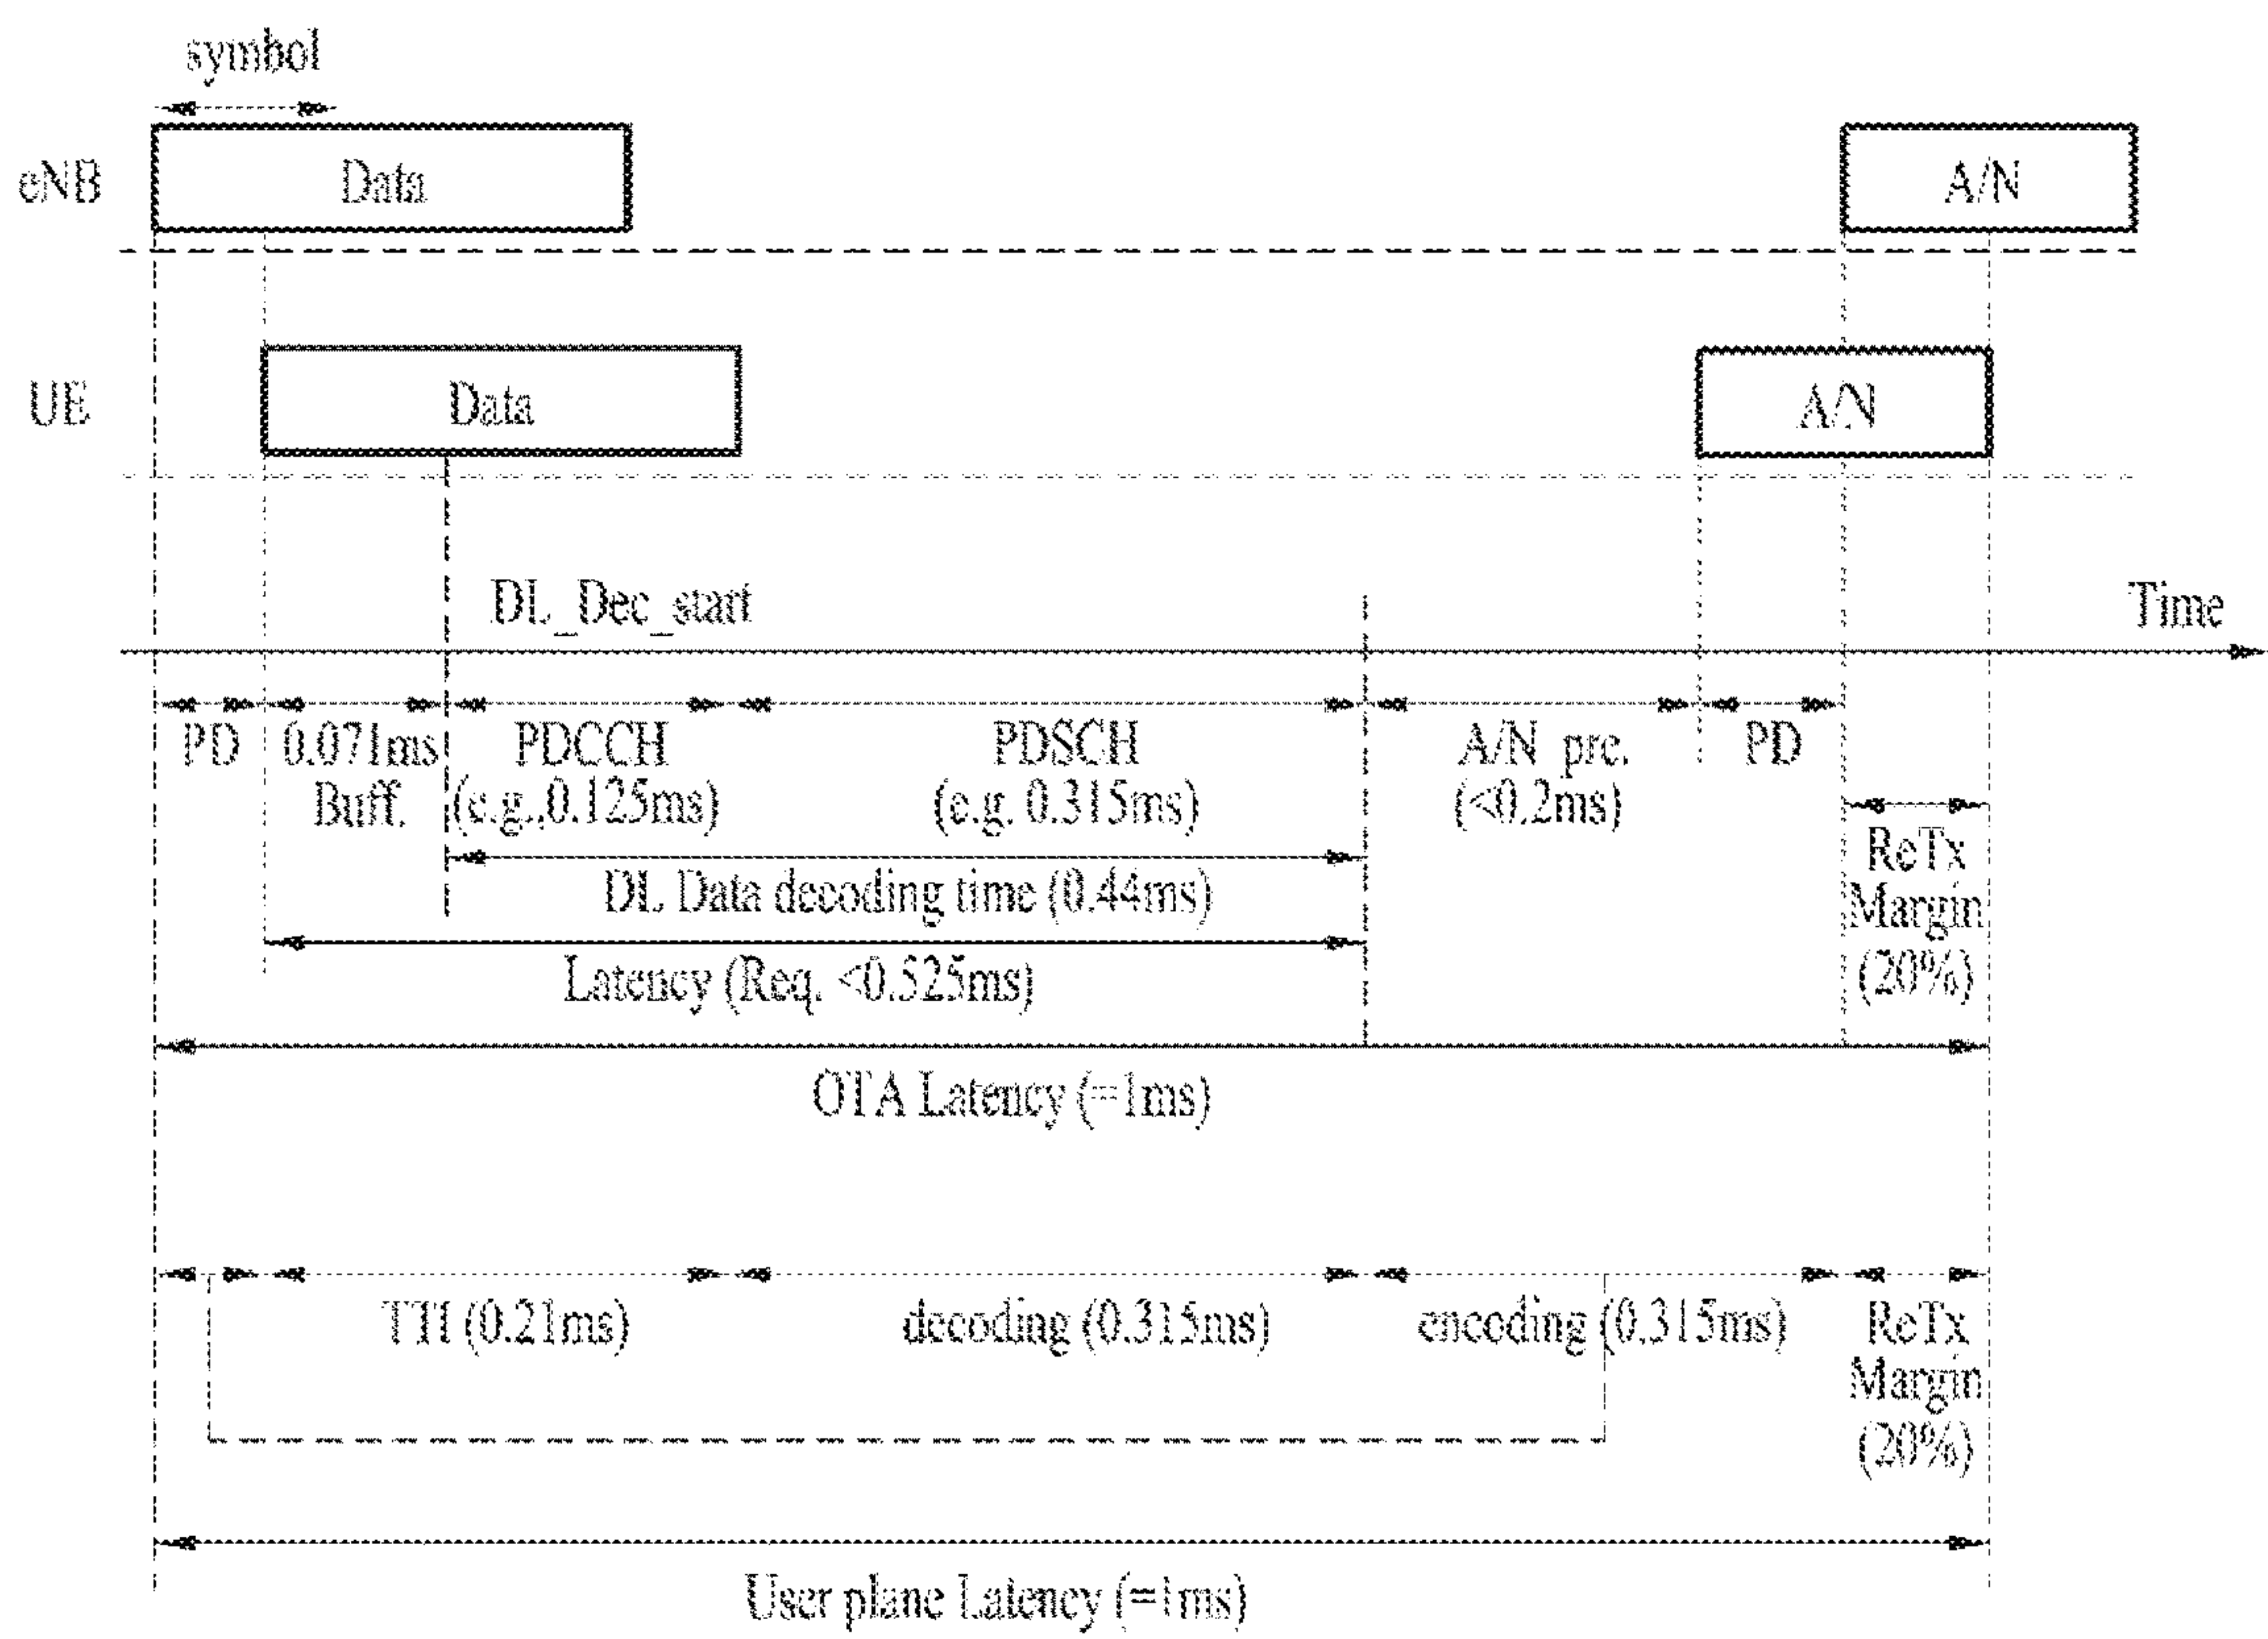 symbol
eNB
Data
A/N
UE
Data
A/N
DL_Dec_start
Time
PD
0.071ms
Buff.
PDCCH
(e.g.,0.125ms)
PDSCH
(e.g. 0.315ms)
A/N pre.
(<0.2ms)
PD
ReTx
Margin
(20%)
DL Data decoding time (0.44ms)
Latency (Req. <0.525ms)
OTA Latency (=1ms)
TTI (0.21ms)
decoding (0.315ms)
encoding (0.315ms)
ReTx
Margin
(20%)
User plane Latency (=1ms)